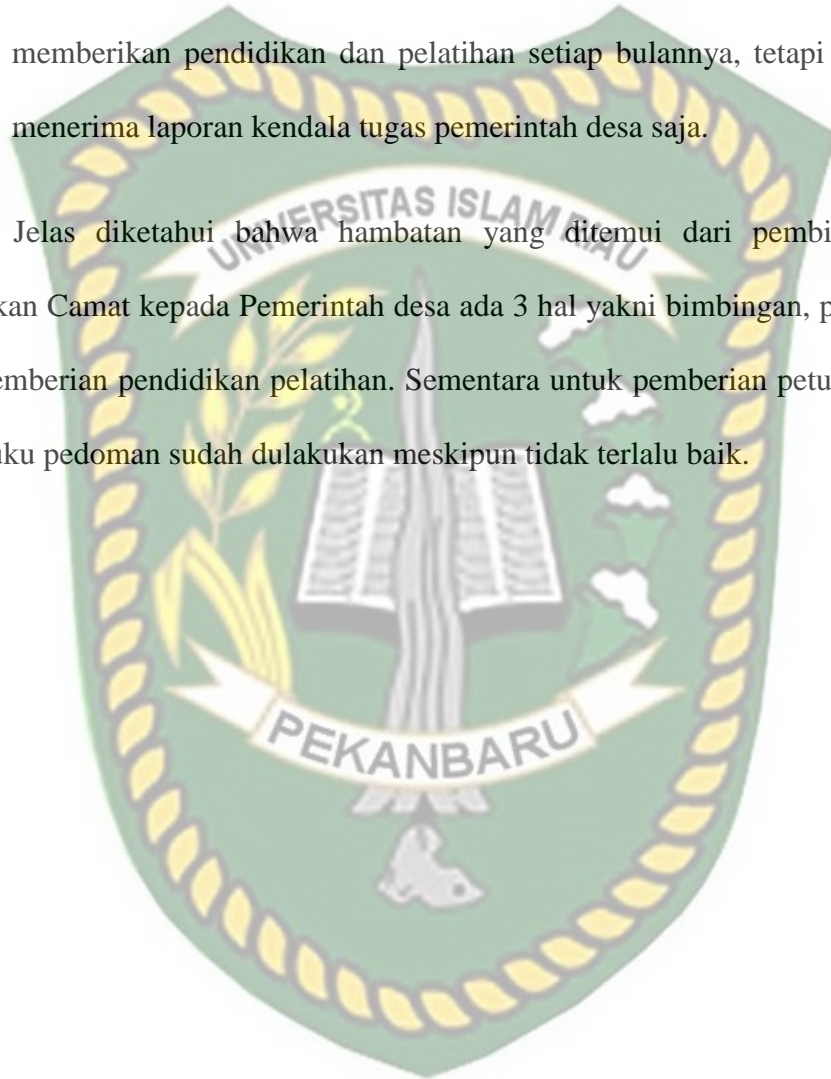 memberikan pendidikan dan pelatihan setiap bulannya, tetapi
menerima laporan kendala tugas pemerintah desa saja.
UNIVERSITAS ISLAM RIAU
Jelas diketahui bahwa hambatan yang ditemui dari pembi
kan Camat kepada Pemerintah desa ada 3 hal yakni bimbingan, p
emberian pendidikan pelatihan. Sementara untuk pemberian petu
ku pedoman sudah dulakukan meskipun tidak terlalu baik.
PEKANBARU